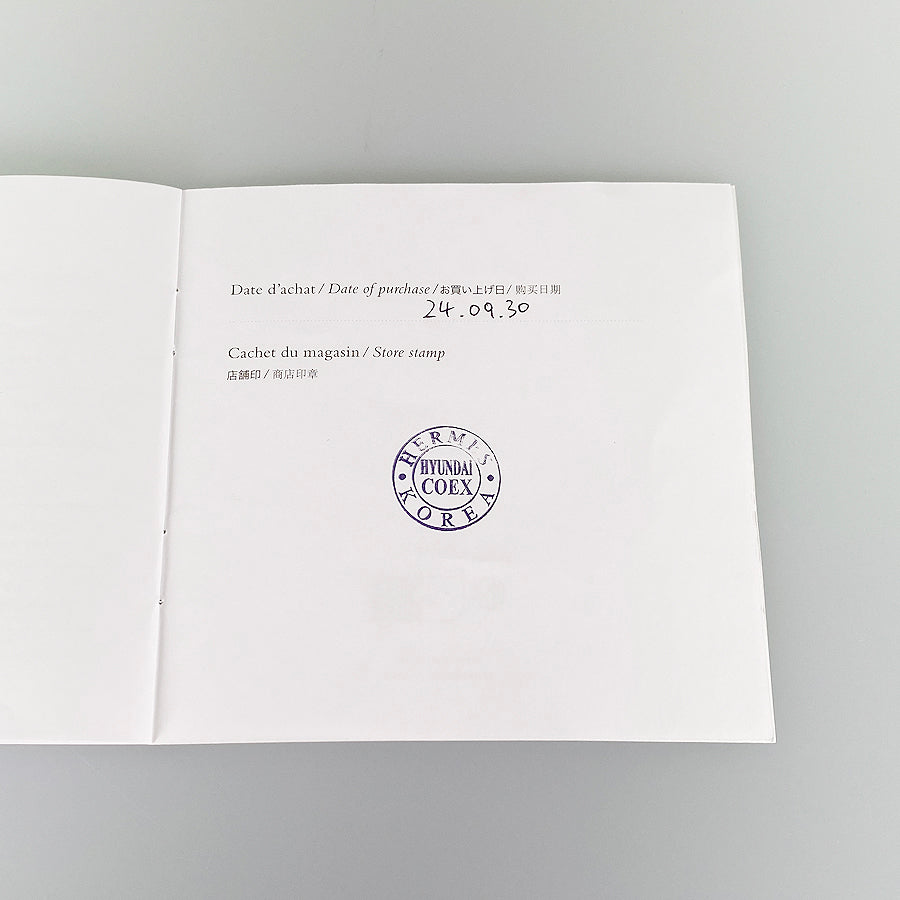 Date d'achat / Date of purchase / お買い上げ日 / 购买日期
24.09.30
Cachet du magasin / Store stamp
店舗印 / 商店印章
HERMES
HYUNDAI
COEX
KOREA